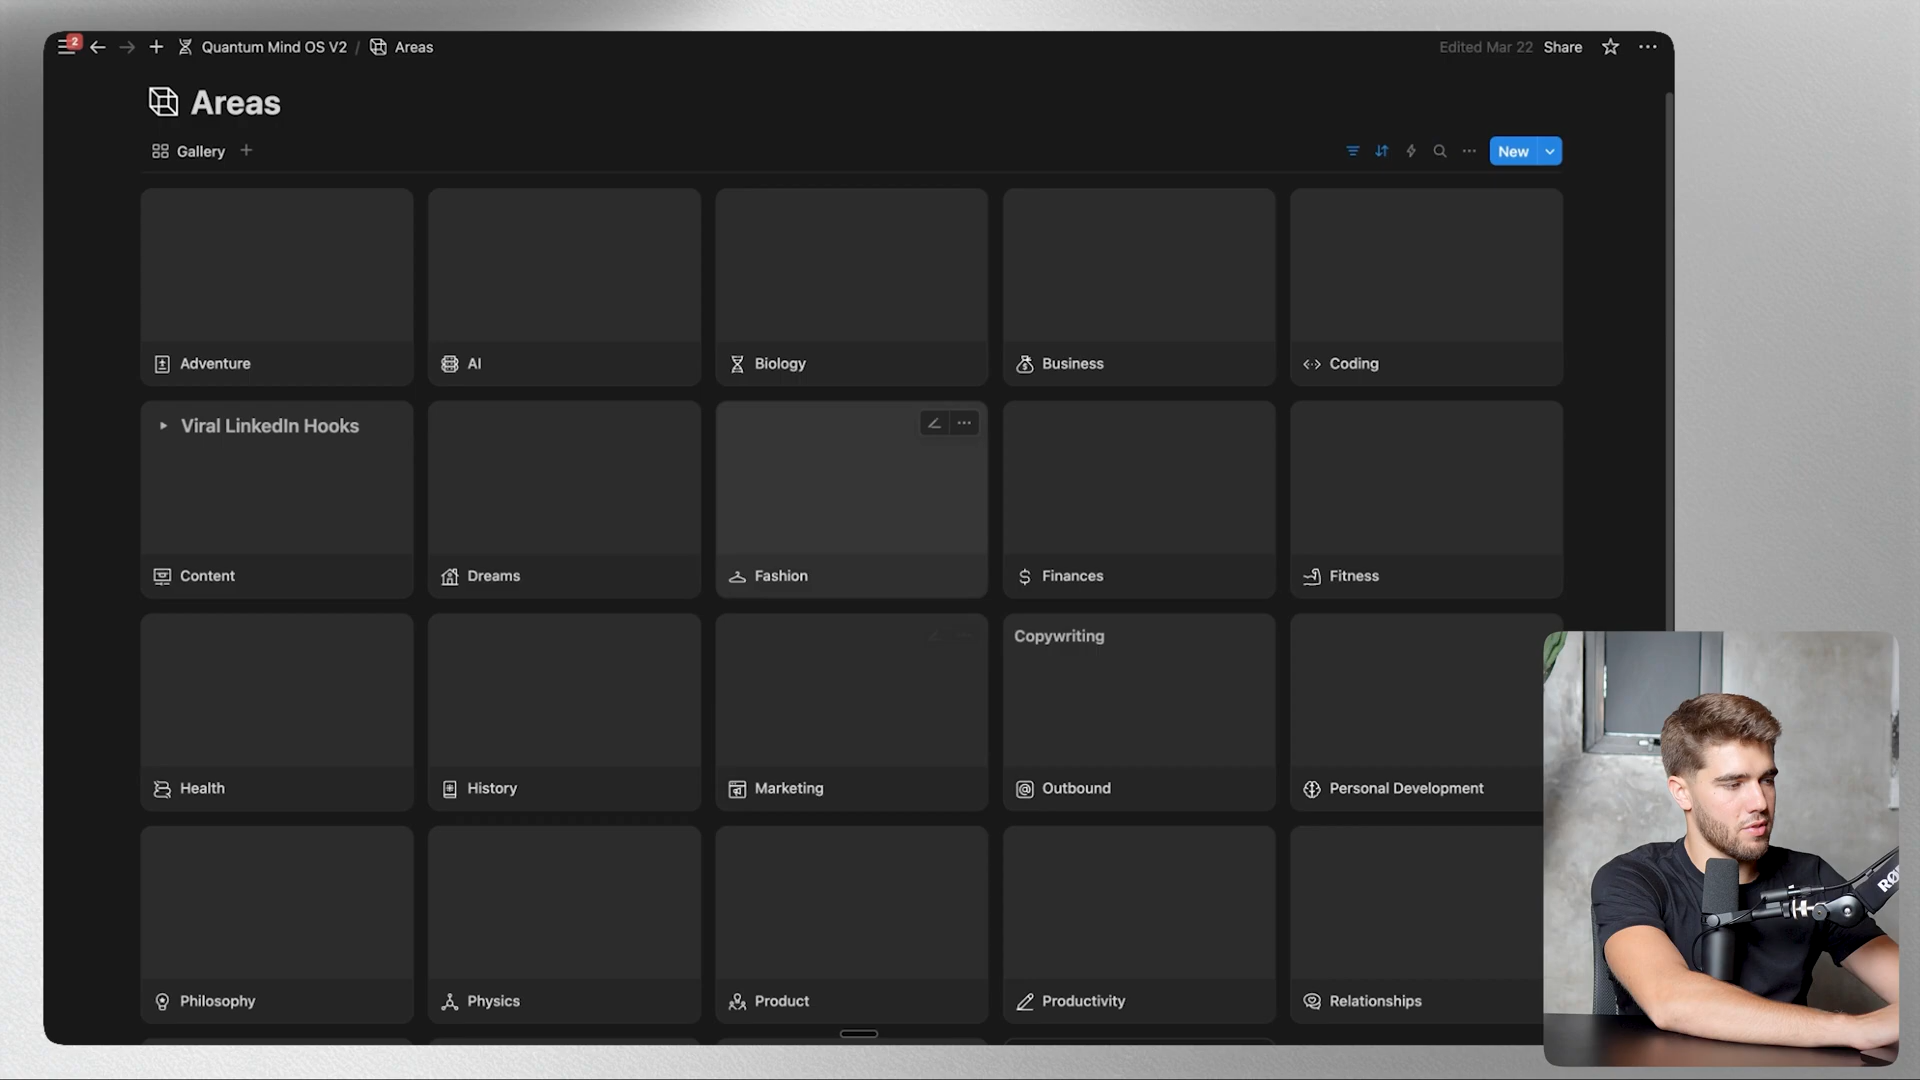 2
Quantum Mind OS V2 / Areas
Edited Mar 22 Share
Areas
Gallery
New
Adventure
AI
Biology
Business
Coding
Viral LinkedIn Hooks
Content
Dreams
Fashion
Finances
Fitness
Copywriting
Health
History
Marketing
Outbound
Personal Development
Philosophy
Physics
Product
Productivity
Relationships